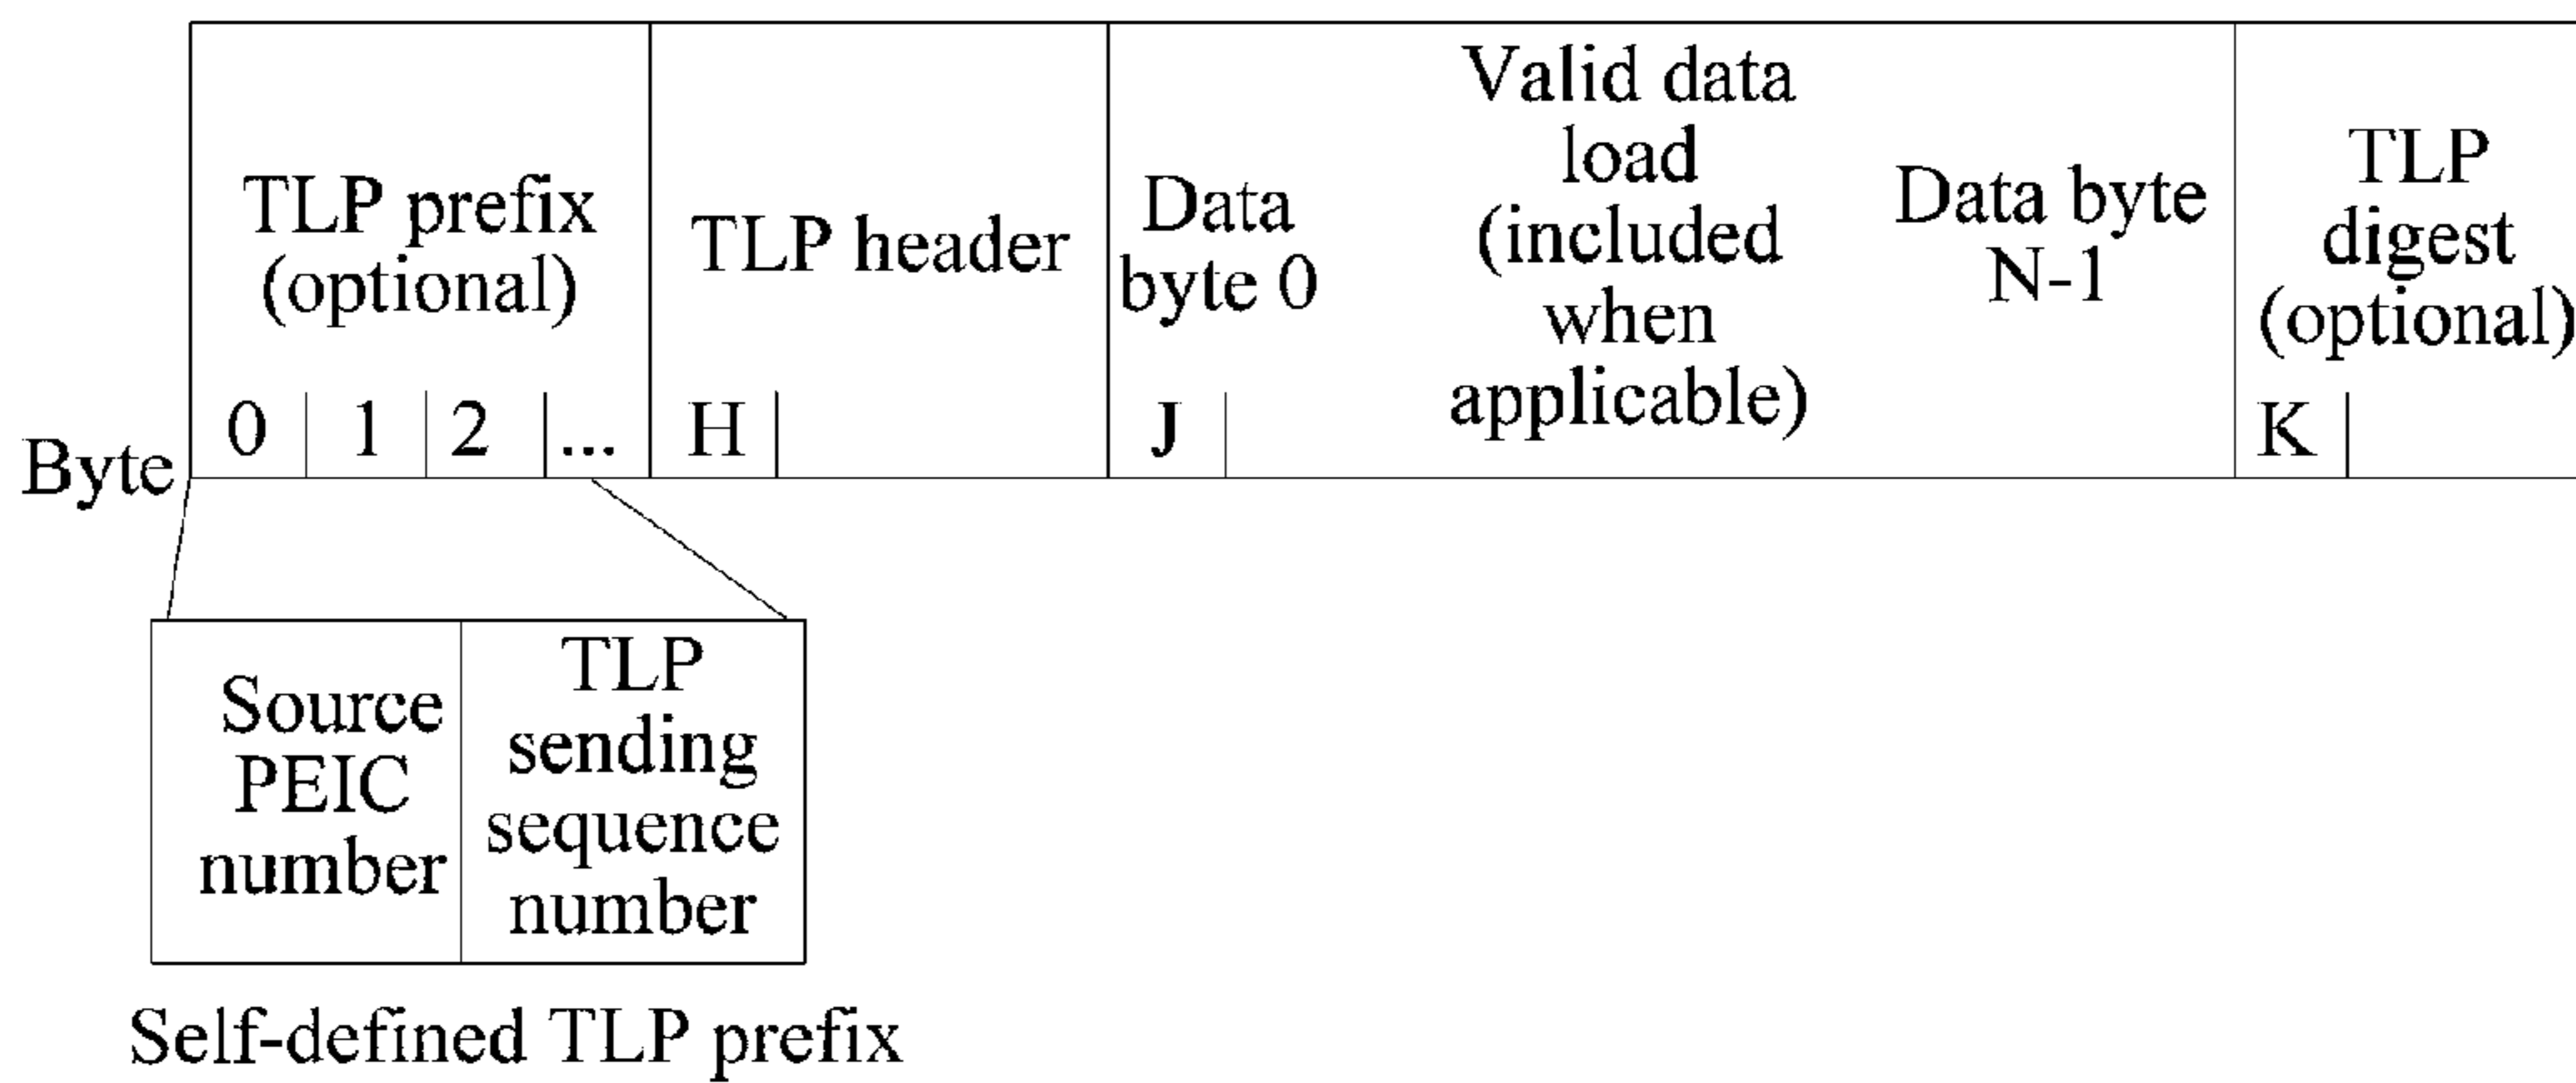 TLP prefix
(optional)
TLP header
Data
byte 0
Valid data
load
(included
when
applicable)
Data byte
N-1
TLP
digest
(optional)
Byte
0 1 2 ... H J K
Source
PEIC
number
TLP
sending
sequence
number
Self-defined TLP prefix